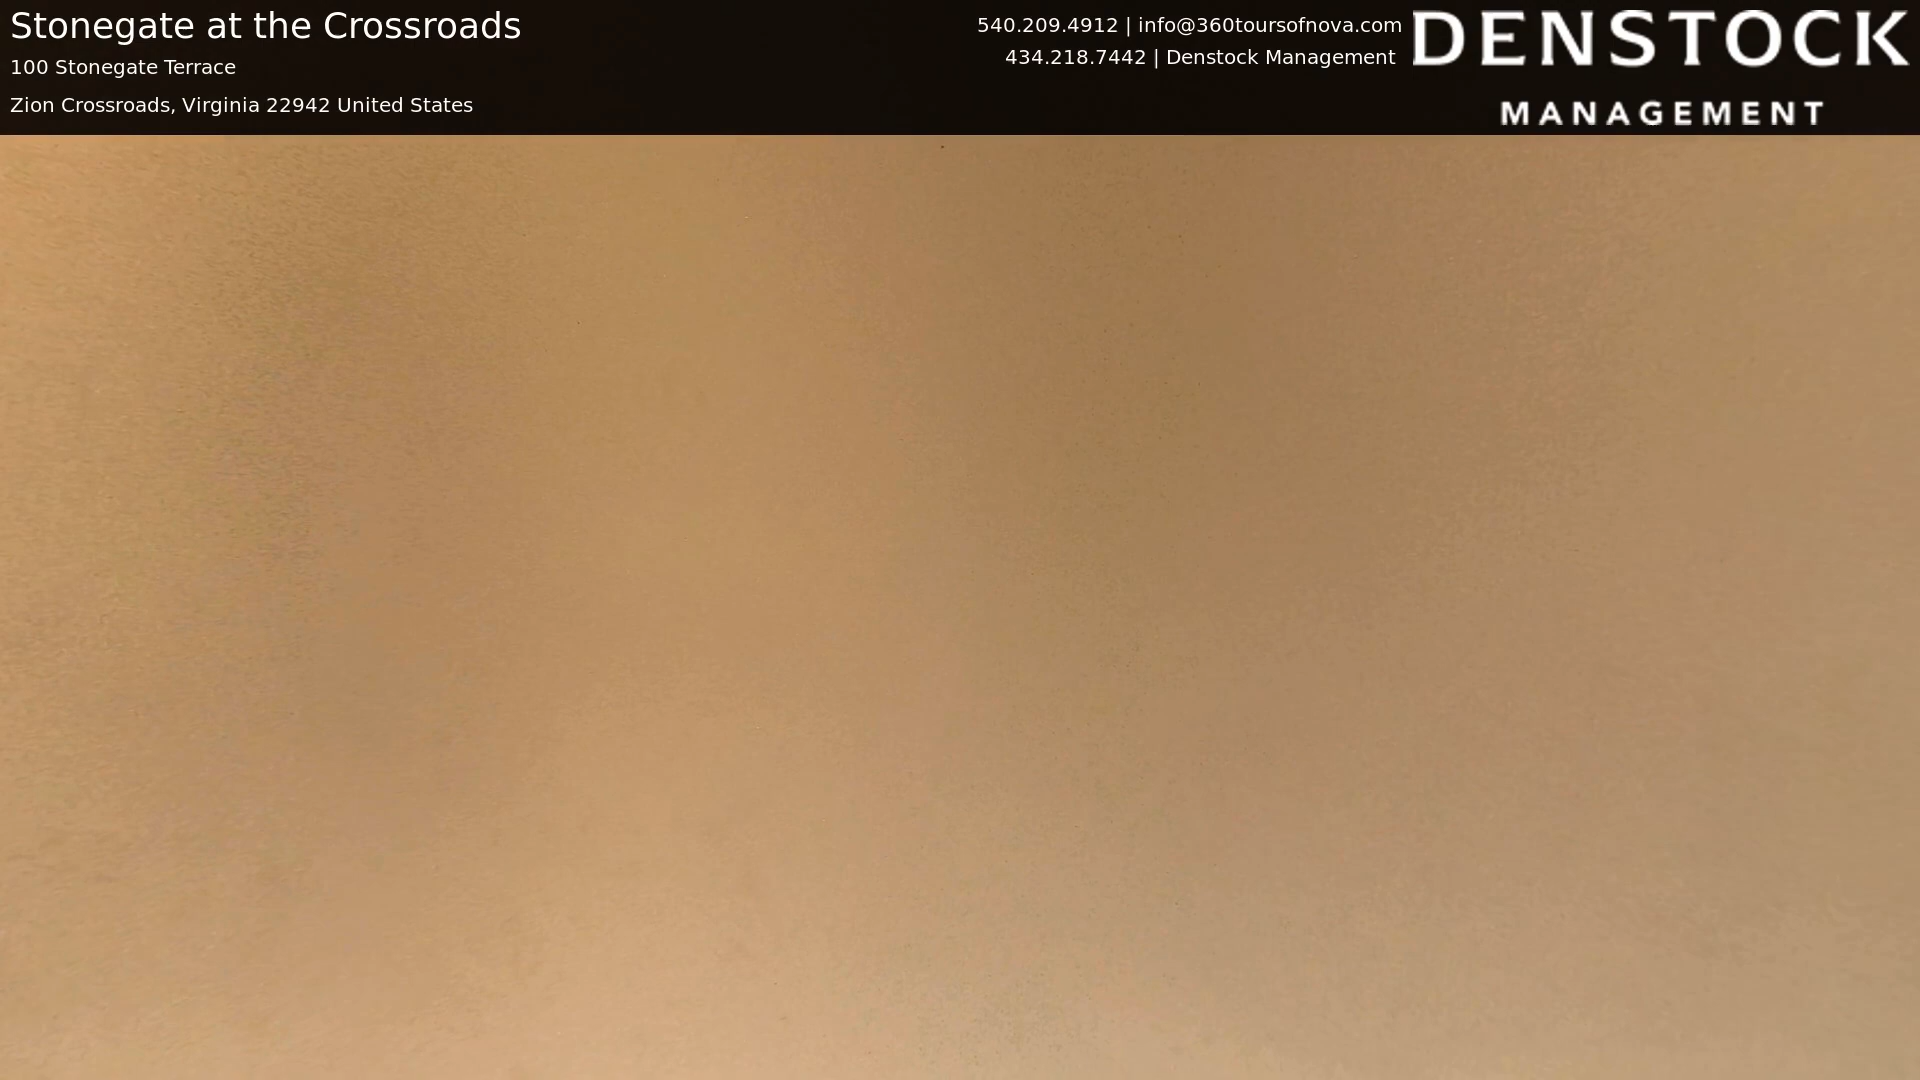 Stonegate at the Crossroads
100 Stonegate Terrace
Zion Crossroads, Virginia 22942 United States
540.209.4912 | info@360toursofnova.com
434.218.7442 | Denstock Management
DENSTOCK
MANAGEMENT